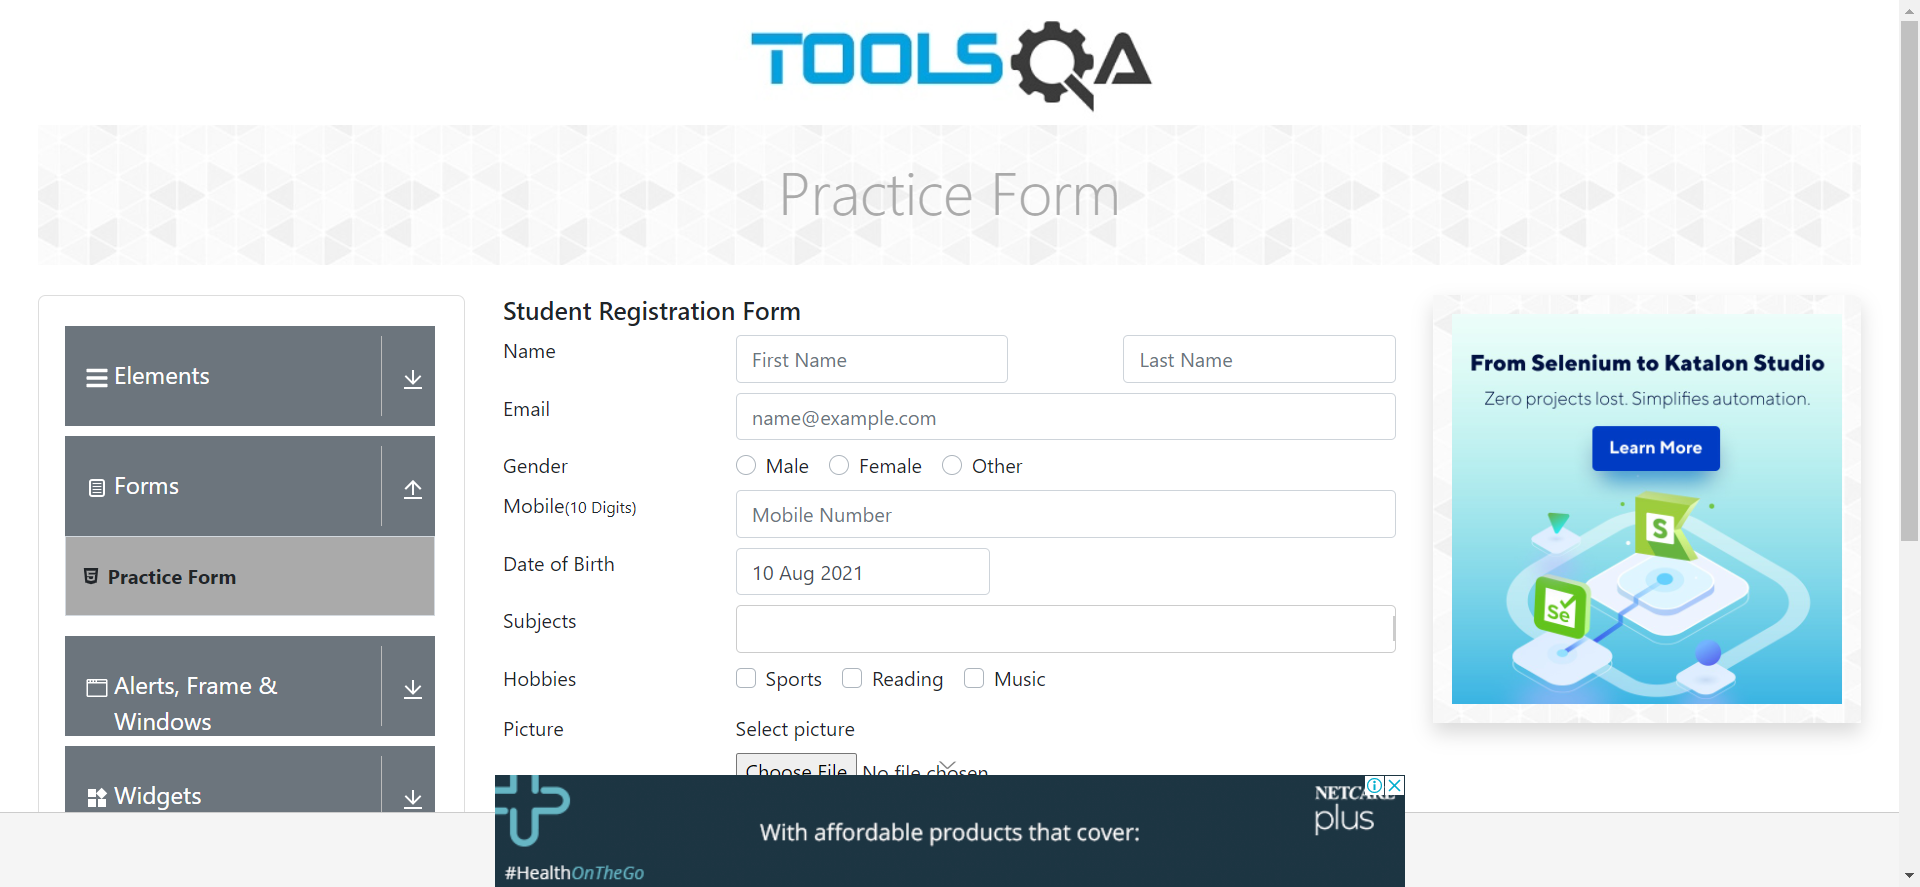 TOOLSQA
Practice Form
Elements
Forms
Practice Form
Alerts, Frame &
Windows
Widgets
Student Registration Form
Name
First Name
Last Name
Email
name@example.com
Gender
Male
Female
Other
Mobile(10 Digits)
Mobile Number
Date of Birth
10 Aug 2021
Subjects
Hobbies
Sports
Reading
Music
Picture
Select picture
Choose File No file chosen
From Selenium to Katalon Studio
Zero projects lost. Simplifies automation.
Learn More
S
Se
NETCARE
plus
With affordable products that cover:
#HealthOnTheGo